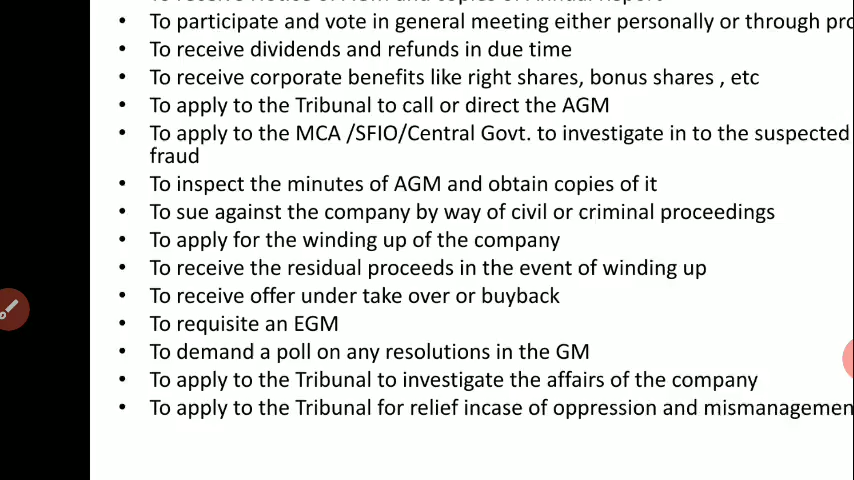 • To participate and vote in general meeting either personally or through
• To receive dividends and refunds in due time
• To receive corporate benefits like right shares, bonus shares , etc
• To apply to the Tribunal to call or direct the AGM
• To apply to the MCA /SFIO/Central Govt. to investigate in to the suspected
fraud
• To inspect the minutes of AGM and obtain copies of it
• To sue against the company by way of civil or criminal proceedings
• To apply for the winding up of the company
• To receive the residual proceeds in the event of winding up
• To receive offer under take over or buyback
• To requisite an EGM
• To demand a poll on any resolutions in the GM
• To apply to the Tribunal to investigate the affairs of the company
• To apply to the Tribunal for relief incase of oppression and mismanagemen